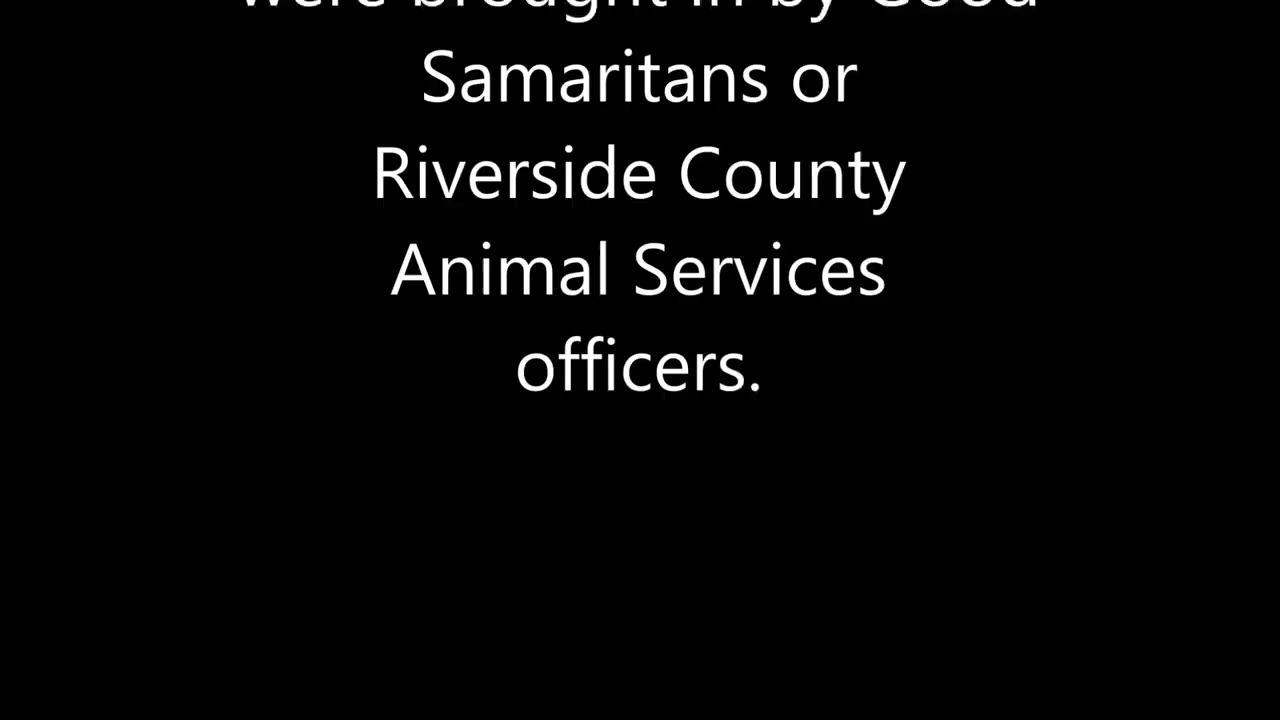 were brought in by Good
Samaritans or
Riverside County
Animal Services
officers.